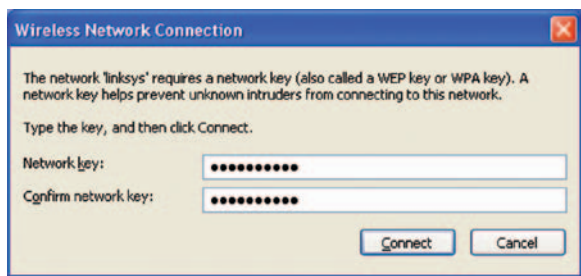 Wireless Network Connection
The network 'linksys' requires a network key (also called a WEP key or WPA key). A
network key helps prevent unknown intruders from connecting to this network.
Type the key, and then click Connect.
Network key: ••••••••••
Confirm network key: ••••••••••
Connect Cancel